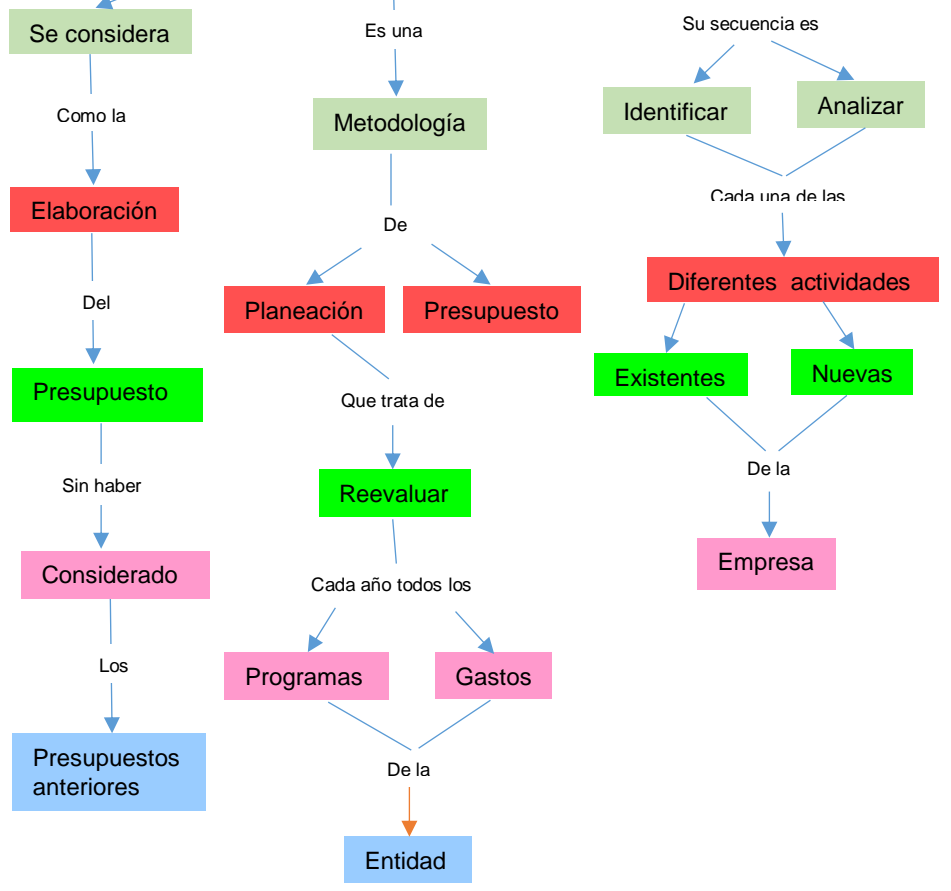 Se considera
Como la
Elaboración
Del
Presupuesto
Sin haber
Considerado
Los
Presupuestos
anteriores
Es una
Metodología
De
Planeación
Presupuesto
Que trata de
Reevaluar
Cada año todos los
Programas
Gastos
De la
Entidad
Su secuencia es
Identificar
Analizar
Cada una de las
Diferentes actividades
Existentes
Nuevas
De la
Empresa